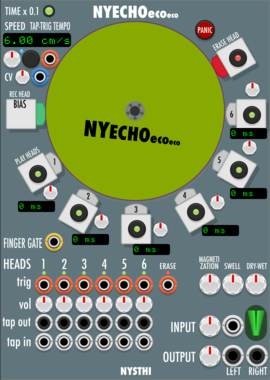 TIME x 0.1
NYECHOecoeco
SPEED TAP-TRIG TEMPO
PANIC
6.00 cm/s
ERASE HEAD
CV
REC HEAD
BIAS
NYECHOecoeco
6
0 ms
PLAY HEADS
1
5
0 ms
0 ms
2
4
3
0 ms
0 ms
0 ms
FINGER GATE
MAGNETI
ZATION
SWELL
DRY-WET
HEADS 1 2 3 4 5 6 ERASE
trig
vol
tap out
INPUT
tap in
OUTPUT
NYSTHI
LEFT RIGHT